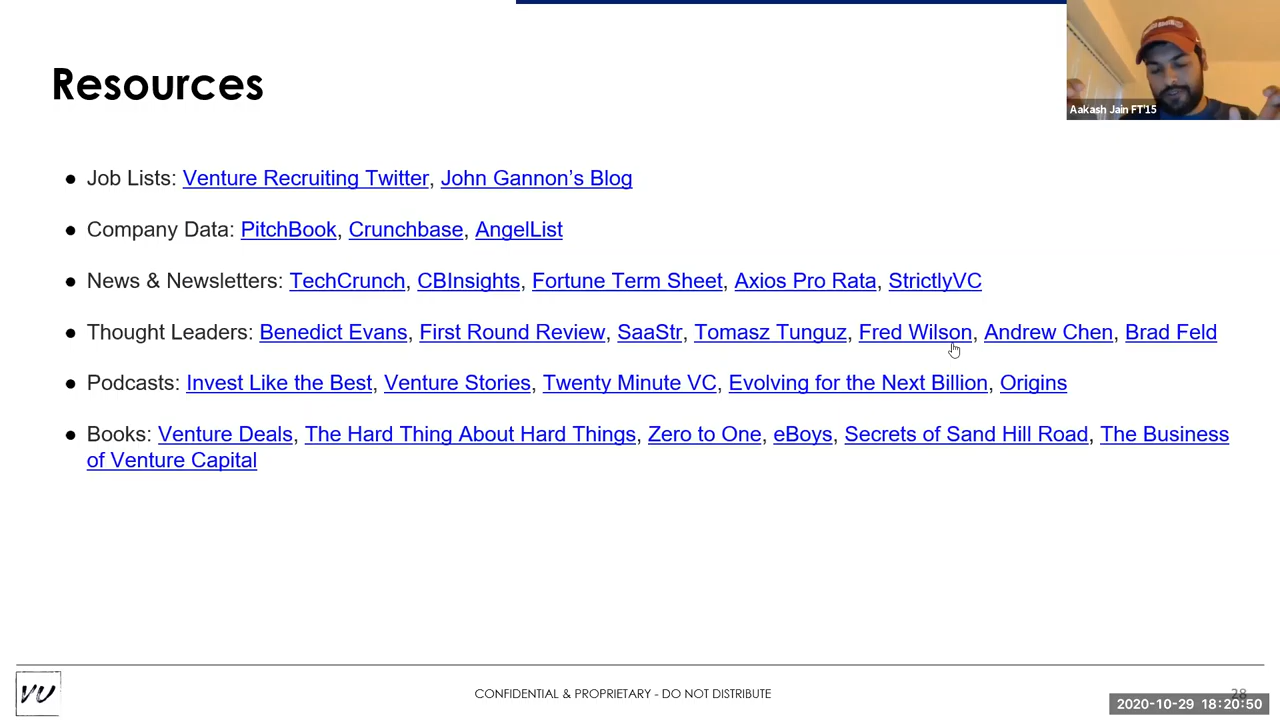 Resources
Aakash Jain FT'15
● Job Lists: Venture Recruiting Twitter, John Gannon’s Blog
● Company Data: PitchBook, Crunchbase, AngelList
● News & Newsletters: TechCrunch, CBInsights, Fortune Term Sheet, Axios Pro Rata, StrictlyVC
● Thought Leaders: Benedict Evans, First Round Review, SaaStr, Tomasz Tunguz, Fred Wilson, Andrew Chen, Brad Feld
● Podcasts: Invest Like the Best, Venture Stories, Twenty Minute VC, Evolving for the Next Billion, Origins
● Books: Venture Deals, The Hard Thing About Hard Things, Zero to One, eBoys, Secrets of Sand Hill Road, The Business
of Venture Capital
VU
CONFIDENTIAL & PROPRIETARY - DO NOT DISTRIBUTE
28
2020-10-29 18:20:50